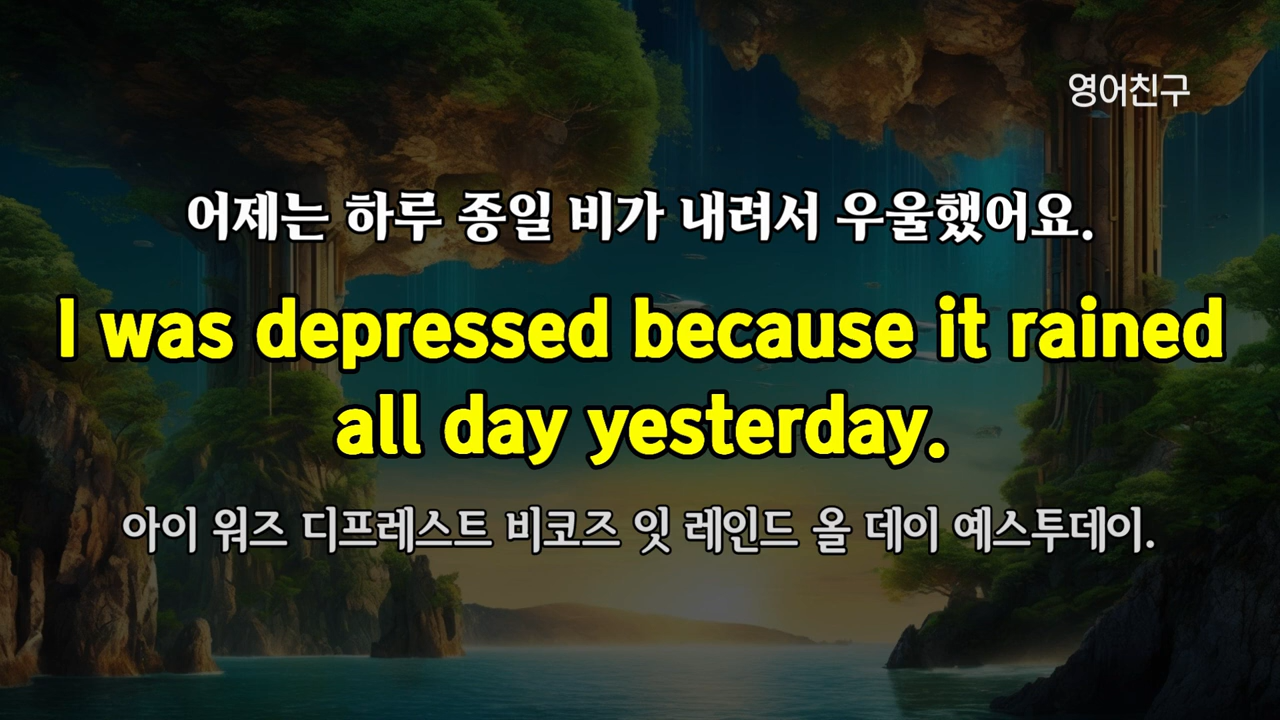 영어친구
어제는 하루 종일 비가 내려서 우울했어요.
I was depressed because it rained
all day yesterday.
아이 워즈 디프레스트 비코즈 잇 레인드 올 데이 예스투데이.